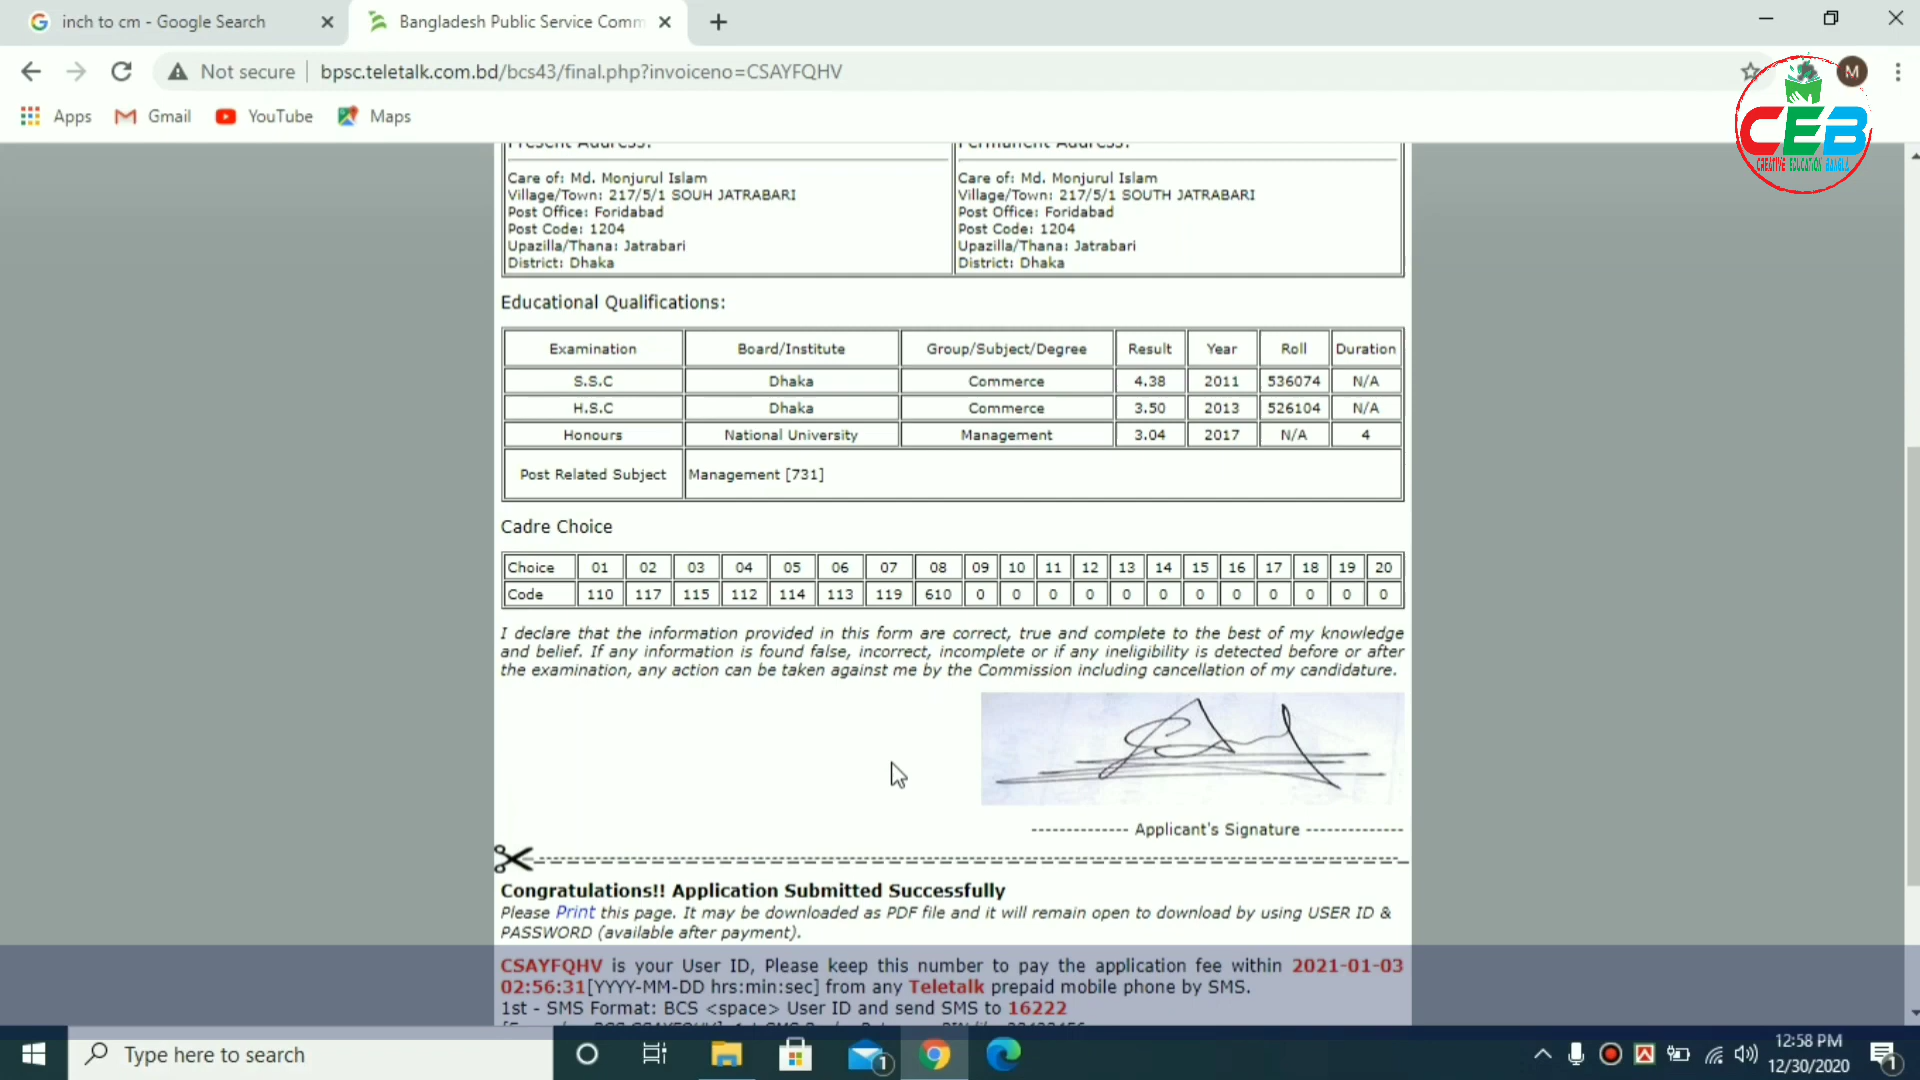 inch to cm - Google Search
Bangladesh Public Service Comm
Not secure
bpsc.teletalk.com.bd/bcs43/final.php?invoiceno=CSAYFQHV
M
Apps
Gmail
YouTube
Maps
CEB
CREATIVE EDUCATION BANGLA
Present Address:
Permanent Address:
Care of: Md. Monjurul Islam
Village/Town: 217/5/1 SOUH JATRABARI
Post Office: Foridabad
Post Code: 1204
Upazilla/Thana: Jatrabari
District: Dhaka
Care of: Md. Monjurul Islam
Village/Town: 217/5/1 SOUTH JATRABARI
Post Office: Foridabad
Post Code: 1204
Upazilla/Thana: Jatrabari
District: Dhaka
Educational Qualifications:
Examination Board/Institute Group/Subject/Degree Result Year Roll Duration
S.S.C Dhaka Commerce 4.38 2011 536074 N/A
H.S.C Dhaka Commerce 3.50 2013 526104 N/A
Honours National University Management 3.04 2017 N/A 4
Post Related Subject Management [731]
Cadre Choice
Choice 01 02 03 04 05 06 07 08 09 10 11 12 13 14 15 16 17 18 19 20
Code 110 117 115 112 114 113 119 610 0 0 0 0 0 0 0 0 0 0 0 0
I declare that the information provided in this form are correct, true and complete to the best of my knowledge
and belief. If any information is found false, incorrect, incomplete or if any ineligibility is detected before or after
the examination, any action can be taken against me by the Commission including cancellation of my candidature.
------------- Applicant's Signature -------------
Congratulations!! Application Submitted Successfully
Please Print this page. It may be downloaded as PDF file and it will remain open to download by using USER ID &
PASSWORD (available after payment).
CSAYFQHV is your User ID, Please keep this number to pay the application fee within 2021-01-03
02:56:31[YYYY-MM-DD hrs:min:sec] from any Teletalk prepaid mobile phone by SMS.
1st - SMS Format: BCS <space> User ID and send SMS to 16222
Type here to search
1
12:58 PM
12/30/2020
1